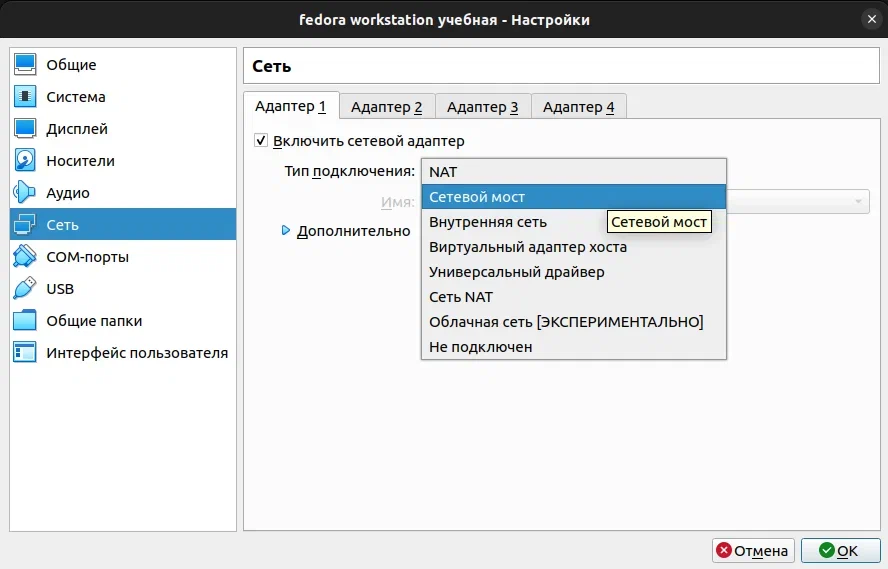 fedora workstation учебная - Настройки
Общие
Система
Дисплей
Носители
Аудио
Сеть
COM-порты
USB
Общие папки
Интерфейс пользователя
Сеть
Адаптер 1 Адаптер 2 Адаптер 3 Адаптер 4
Включить сетевой адаптер
Тип подключения:
NAT
Сетевой мост
Имя:
Внутренняя сеть
Сетевой мост
Дополнительно
Виртуальный адаптер хоста
Универсальный драйвер
Сеть NAT
Облачная сеть [ЭКСПЕРИМЕНТАЛЬНО]
Не подключен
Отмена OK